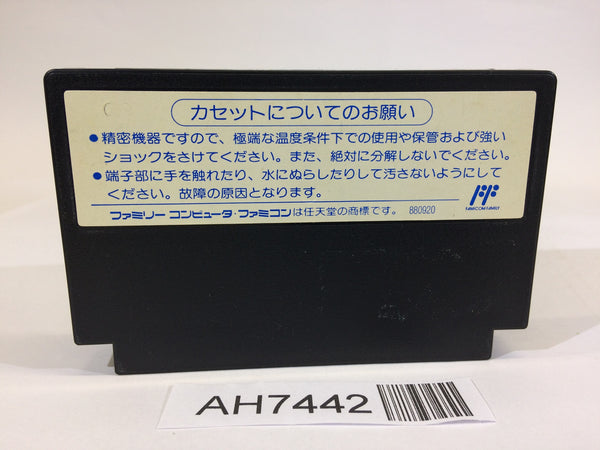 カセットについてのお願い
●精密機器ですので、極端な温度条件下での使用や保管および強い
ショックをさけてください。また、絶対に分解しないでください。
●端子部に手を触れたり、水にぬらしたりして汚さないようにして
ください。故障の原因となります。
FAMICOM FAMILY
ファミリー コンピュータ・ファミコンは任天堂の商標です。 880920
AH7442